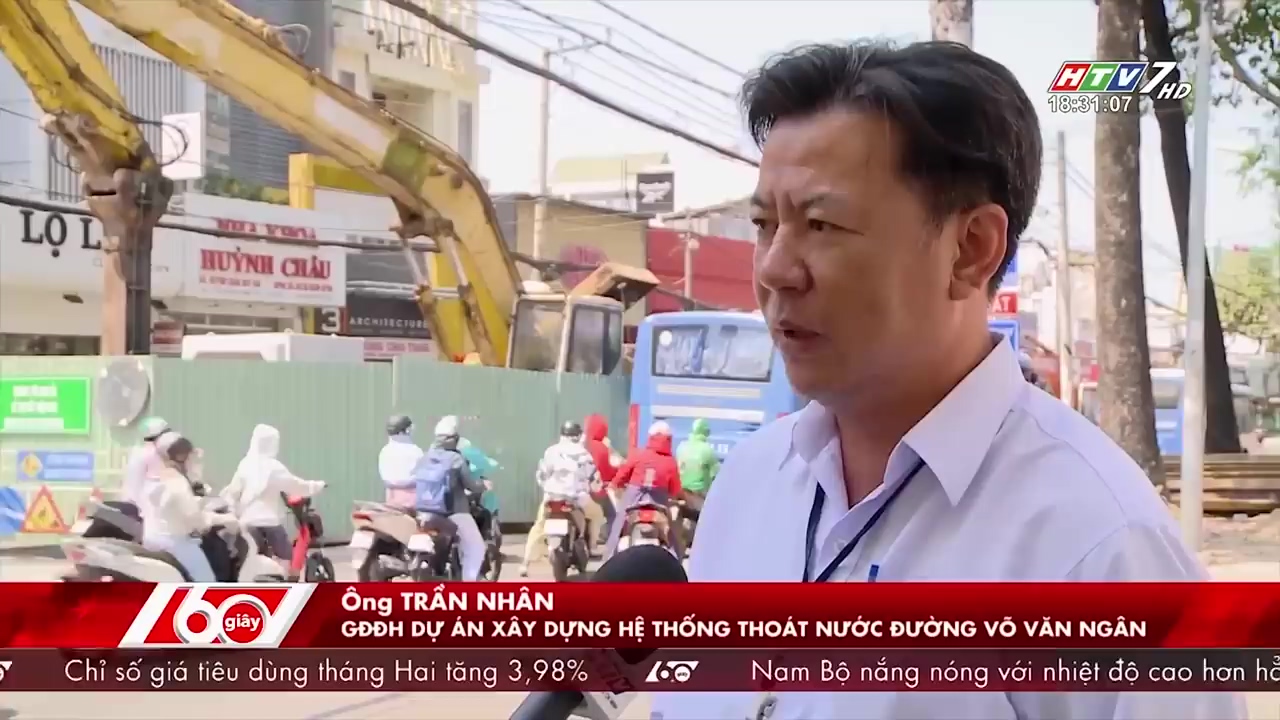 HTV7 HD
18:31:07
LỌ L
HUỲNH CHÂU
3
ARCHITECTURE
60 giây
Ông TRẦN NHÂN
GĐĐH DỰ ÁN XÂY DỰNG HỆ THỐNG THOÁT NƯỚC ĐƯỜNG VÕ VĂN NGÂN
Chỉ số giá tiêu dùng tháng Hai tăng 3,98% 60 Nam Bộ nắng nóng với nhiệt độ cao hơn